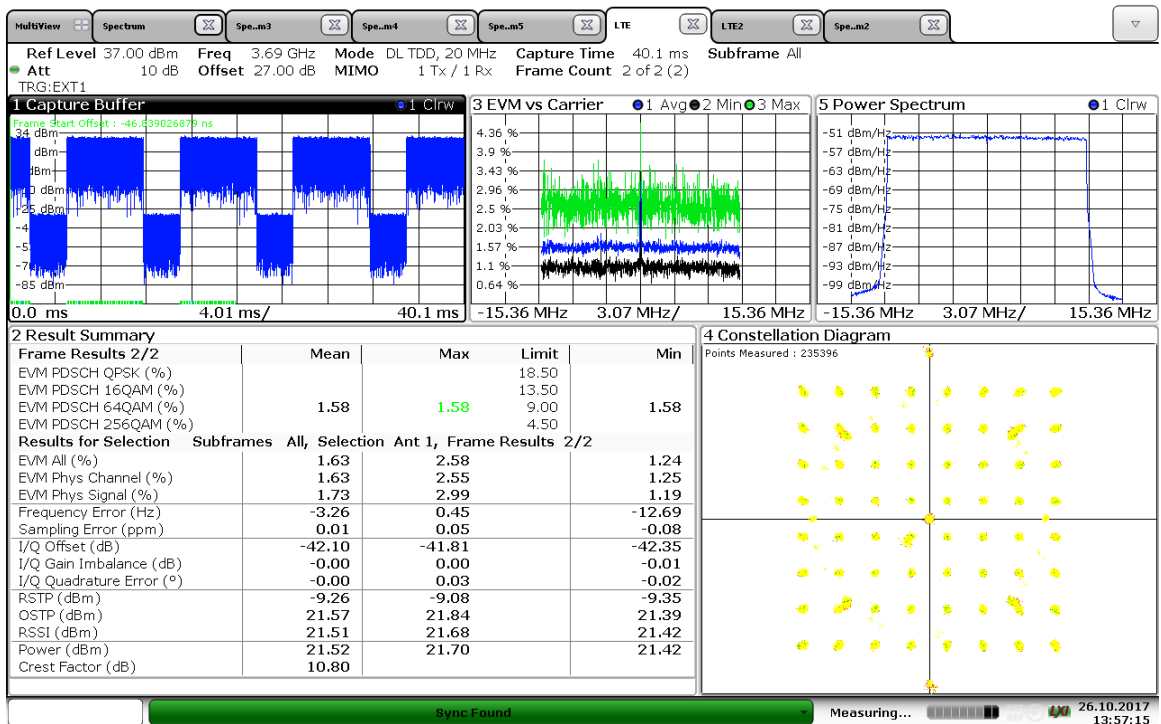 MultiView Spectrum Spe..m3 Spe..m4 Spe..m5 LTE LTE2 Spe..m2
Ref Level 37.00 dBm Freq 3.69 GHz Mode DL TDD, 20 MHz Capture Time 40.1 ms Subframe All
Att 10 dB Offset 27.00 dB MIMO 1 Tx / 1 Rx Frame Count 2 of 2 (2)
TRG:EXT1
1 Capture Buffer 1 Clrw
Frame Start Offset : -46.839026879 ns
34 dBm
dBm
dBm
dBm
-25 dBm
-85 dBm
0.0 ms 4.01 ms/ 40.1 ms
3 EVM vs Carrier 1 Avg 2 Min 3 Max
4.36 %
3.9 %
3.43 %
2.96 %
2.5 %
2.03 %
1.57 %
1.1 %
0.64 %
-15.36 MHz 3.07 MHz/ 15.36 MHz
5 Power Spectrum 1 Clrw
-51 dBm/Hz
-57 dBm/Hz
-63 dBm/Hz
-69 dBm/Hz
-75 dBm/Hz
-81 dBm/Hz
-87 dBm/Hz
-93 dBm/Hz
-99 dBm/Hz
-15.36 MHz 3.07 MHz/ 15.36 MHz
2 Result Summary
Frame Results 2/2 Mean Max Limit Min
EVM PDSCH QPSK (%) 18.50
EVM PDSCH 16QAM (%) 13.50
EVM PDSCH 64QAM (%) 1.58 1.58 9.00 1.58
EVM PDSCH 256QAM (%) 4.50
Results for Selection Subframes All, Selection Ant 1, Frame Results 2/2
EVM All (%) 1.63 2.58 1.24
EVM Phys Channel (%) 1.63 2.55 1.25
EVM Phys Signal (%) 1.73 2.99 1.19
Frequency Error (Hz) -3.26 0.45 -12.69
Sampling Error (ppm) 0.01 0.05 -0.08
I/Q Offset (dB) -42.10 -41.81 -42.35
I/Q Gain Imbalance (dB) -0.00 0.00 -0.01
I/Q Quadrature Error (°) -0.00 0.03 -0.02
RSTP (dBm) -9.26 -9.08 -9.35
OSTP (dBm) 21.57 21.84 21.39
RSSI (dBm) 21.51 21.68 21.42
Power (dBm) 21.52 21.70 21.42
Crest Factor (dB) 10.80
4 Constellation Diagram
Points Measured : 235396
Sync Found
Measuring...
LXI
26.10.2017
13:57:15